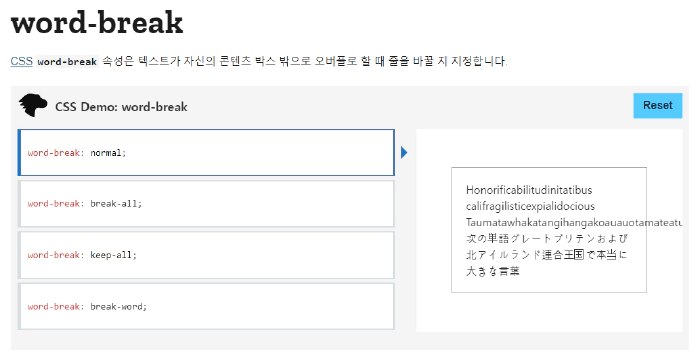 word-break
CSS word-break 속성은 텍스트가 자신의 콘텐츠 박스 밖으로 오버플로 할 때 줄을 바꿀 지 지정합니다.
CSS Demo: word-break
Reset
word-break: normal;
word-break: break-all;
word-break: keep-all;
word-break: break-word;
Honorificabilitudinitatibus
califragilisticexpialidocious
Taumatawhakatangihangakoauauotamateatu
次の単語グレートブリテンおよび
北アイルランド連合王国で本当に
大きな言葉